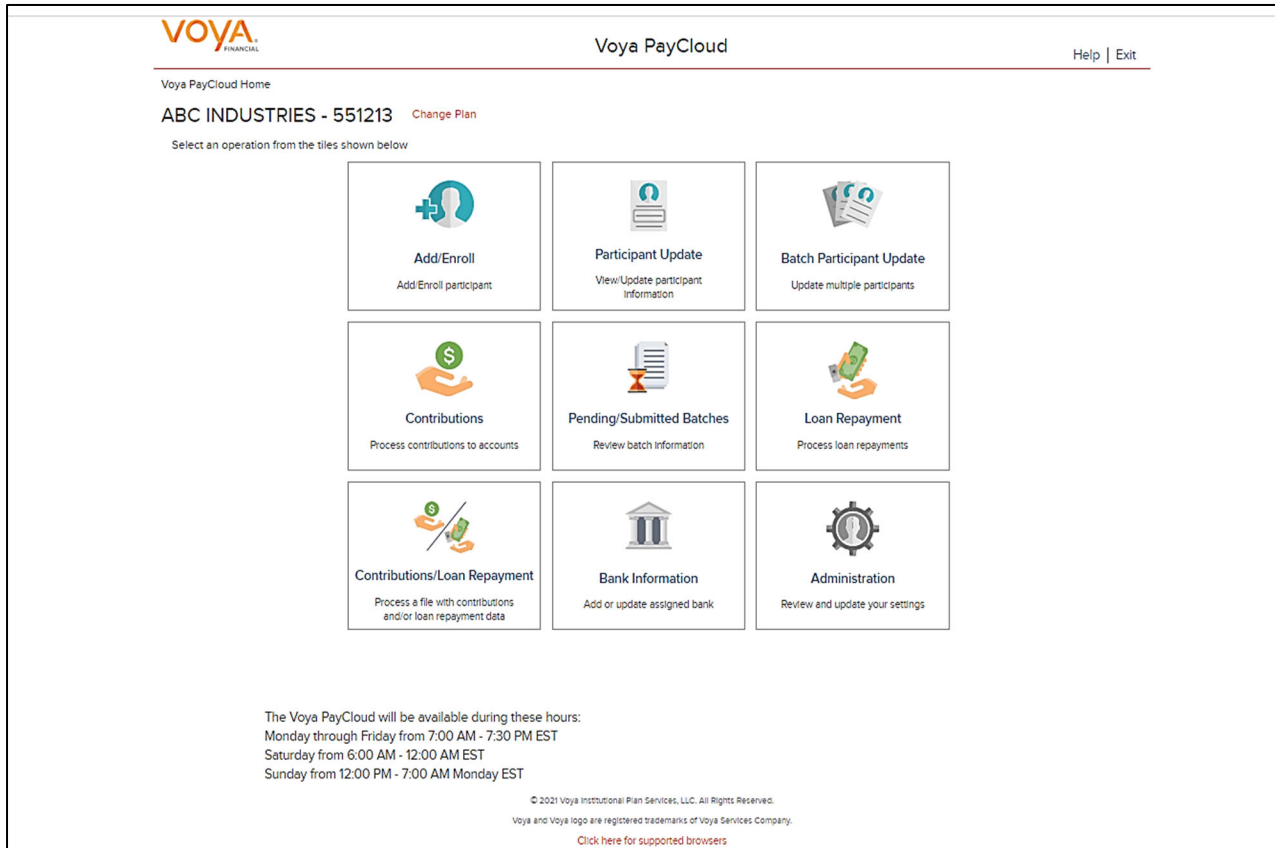 VOYA
FINANCIAL
Voya PayCloud
Help | Exit
Voya PayCloud Home
ABC INDUSTRIES - 551213 Change Plan
Select an operation from the tiles shown below
Add/Enroll
Add/Enroll participant
Participant Update
View/Update participant
information
Batch Participant Update
Update multiple participants
Contributions
Process contributions to accounts
Pending/Submitted Batches
Review batch information
Loan Repayment
Process loan repayments
Contributions/Loan Repayment
Process a file with contributions
and/or loan repayment data
Bank Information
Add or update assigned bank
Administration
Review and update your settings
The Voya PayCloud will be available during these hours:
Monday through Friday from 7:00 AM - 7:30 PM EST
Saturday from 6:00 AM - 12:00 AM EST
Sunday from 12:00 PM - 7:00 AM Monday EST
© 2021 Voya Institutional Plan Services, LLC. All Rights Reserved.
Voya and Voya logo are registered trademarks of Voya Services Company.
Click here for supported browsers